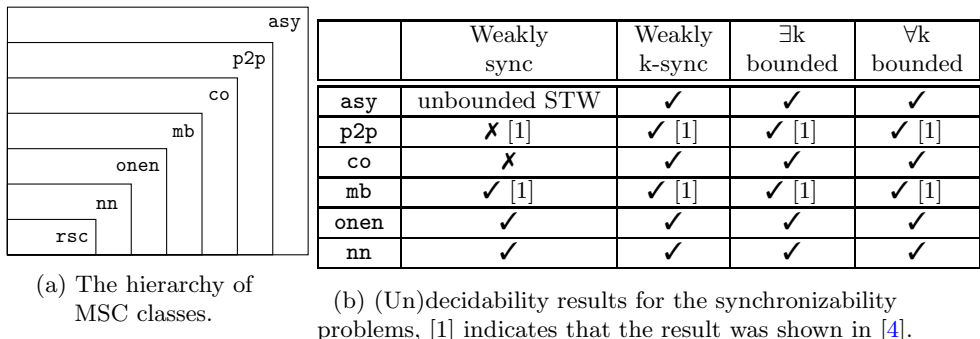 asy
p2p
co
mb
onen
nn
rsc
(a) The hierarchy of
MSC classes.
Weakly Weakly ∃k ∀k
sync k-sync bounded bounded
asy unbounded STW ✓ ✓ ✓
p2p ✗ [1] ✓ [1] ✓ [1] ✓ [1]
co ✗ ✓ ✓ ✓
mb ✓ [1] ✓ [1] ✓ [1] ✓ [1]
onen ✓ ✓ ✓ ✓
nn ✓ ✓ ✓ ✓
(b) (Un)decidability results for the synchronizability
problems, [1] indicates that the result was shown in [4].